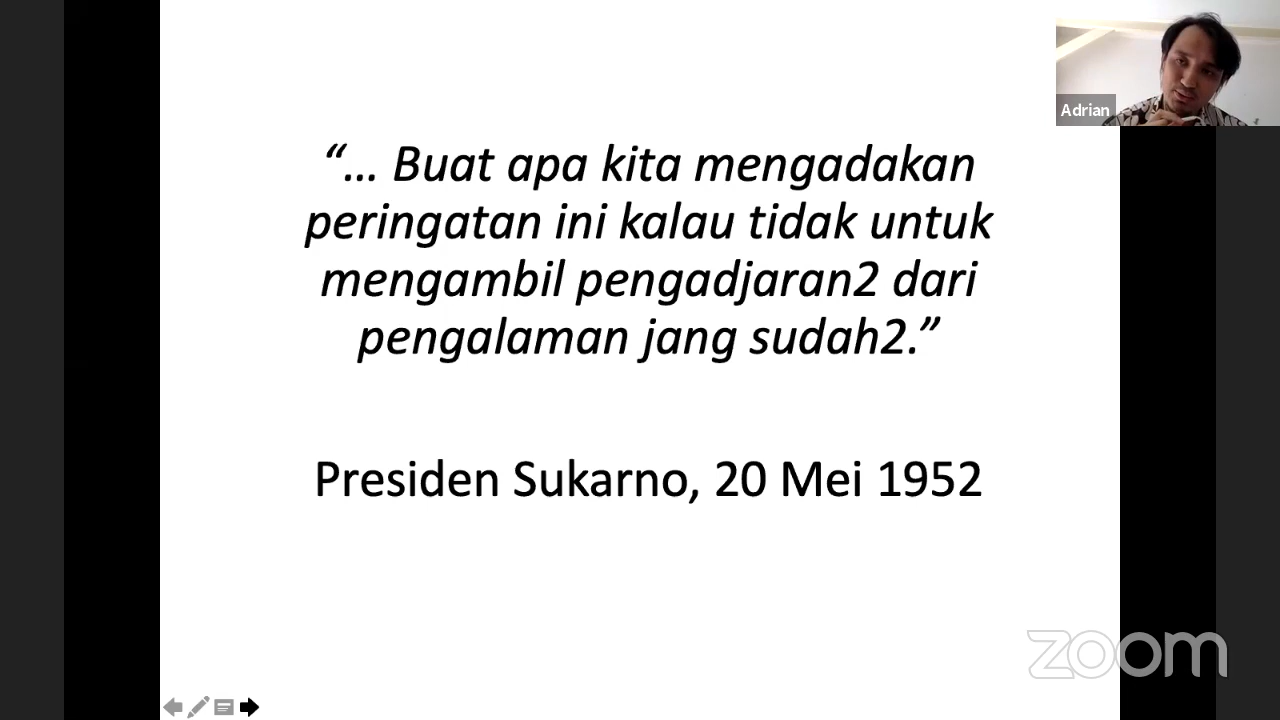 Adrian
“... Buat apa kita mengadakan
peringatan ini kalau tidak untuk
mengambil pengadjaran2 dari
pengalaman jang sudah2.”
Presiden Sukarno, 20 Mei 1952
zoom